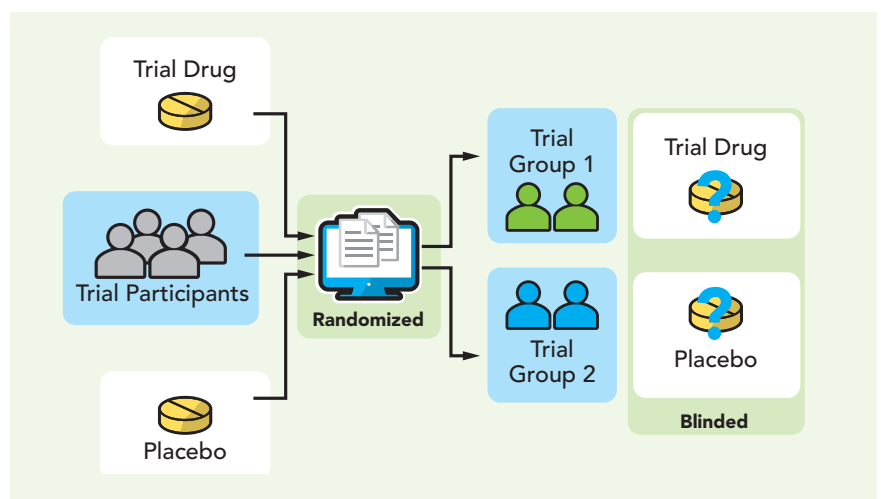 Trial Drug
Trial Participants
Placebo
Randomized
Trial
Group 1
Trial
Group 2
Trial Drug
?
?
Placebo
Blinded